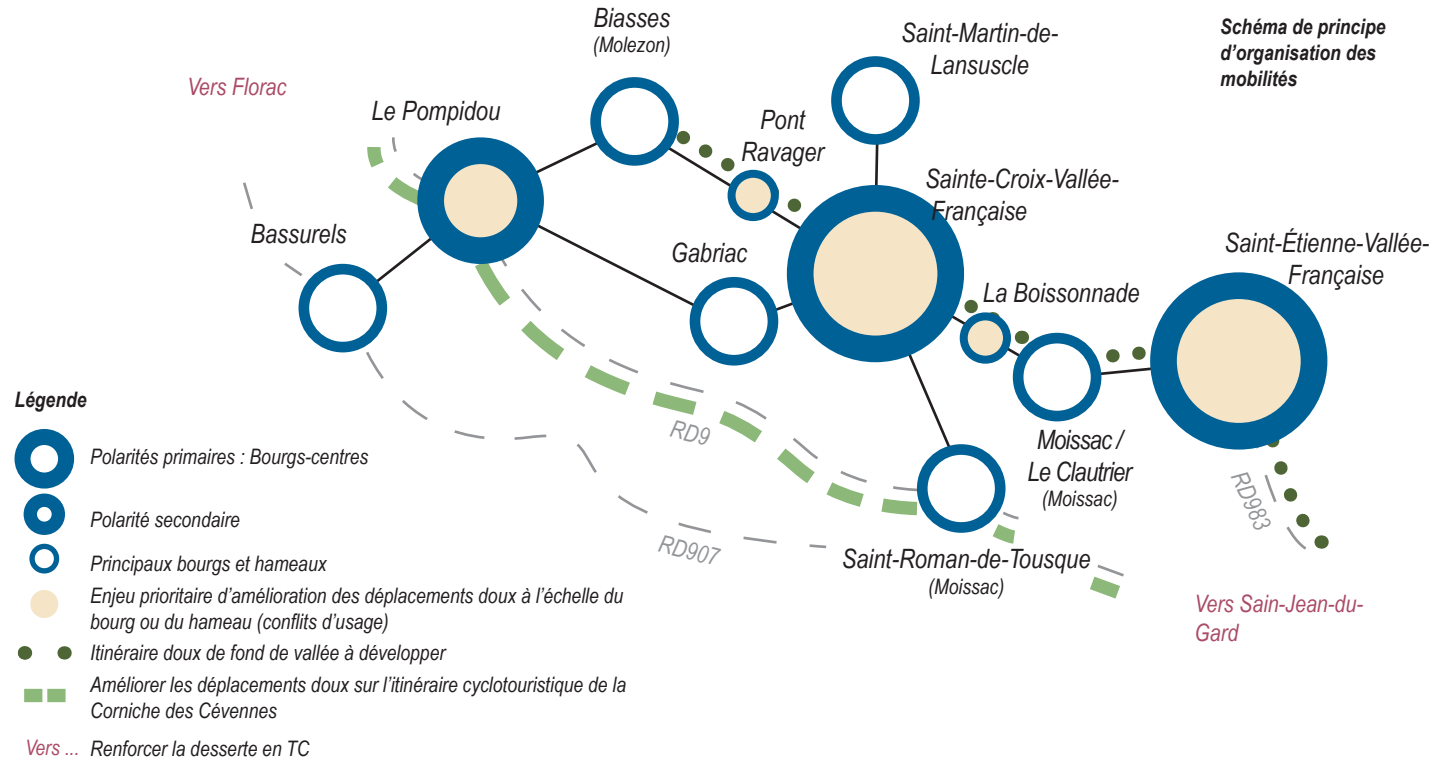 Schéma de principe
d'organisation des
mobilités
Biasses
(Molezon)
Saint-Martin-de-
Lansuscle
Vers Florac
Le Pompidou
Pont
Ravager
Sainte-Croix-Vallée-
Française
Bassurels
Gabriac
Saint-Étienne-Vallée-
Française
La Boissonnade
RD9
Moissac /
Le Clautrier
(Moissac)
RD983
RD907
Saint-Roman-de-Tousque
(Moissac)
Vers Sain-Jean-du-
Gard
Légende
Polarités primaires : Bourgs-centres
Polarité secondaire
Principaux bourgs et hameaux
Enjeu prioritaire d'amélioration des déplacements doux à l'échelle du
bourg ou du hameau (conflits d'usage)
Itinéraire doux de fond de vallée à développer
Améliorer les déplacements doux sur l'itinéraire cyclotouristique de la
Corniche des Cévennes
Vers ... Renforcer la desserte en TC